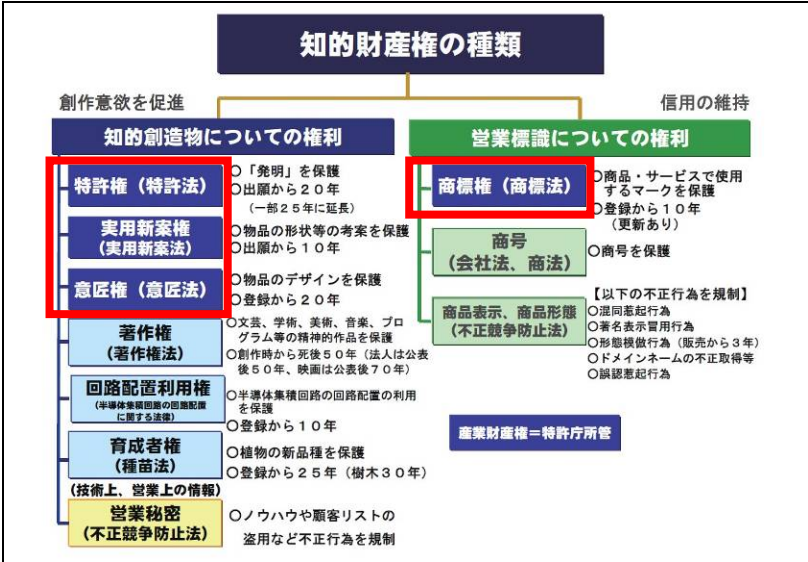 知的財産権の種類
創作意欲を促進
信用の維持
知的創造物についての権利
特許権（特許法）
○「発明」を保護
○出願から２０年
（一部２５年に延長）
実用新案権
（実用新案法）
○物品の形状等の考案を保護
○出願から１０年
意匠権（意匠法）
○物品のデザインを保護
○登録から２０年
著作権
（著作権法）
○文芸、学術、美術、音楽、プロ
グラム等の精神的作品を保護
○創作時から死後５０年（法人は公表
後５０年、映画は公表後７０年）
回路配置利用権
（半導体集積回路の回路配置
に関する法律）
○半導体集積回路の回路配置の利用
を保護
○登録から１０年
育成者権
（種苗法）
○植物の新品種を保護
○登録から２５年（樹木３０年）
（技術上、営業上の情報）
営業秘密
（不正競争防止法）
○ノウハウや顧客リストの
盗用など不正行為を規制
営業標識についての権利
商標権（商標法）
○商品・サービスで使用
するマークを保護
○登録から１０年
（更新あり）
商号
（会社法、商法）
○商号を保護
商品表示、商品形態
（不正競争防止法）
【以下の不正行為を規制】
○混同惹起行為
○著名表示冒用行為
○形態模倣行為（販売から３年）
○ドメインネームの不正取得等
○誤認惹起行為
産業財産権＝特許庁所管